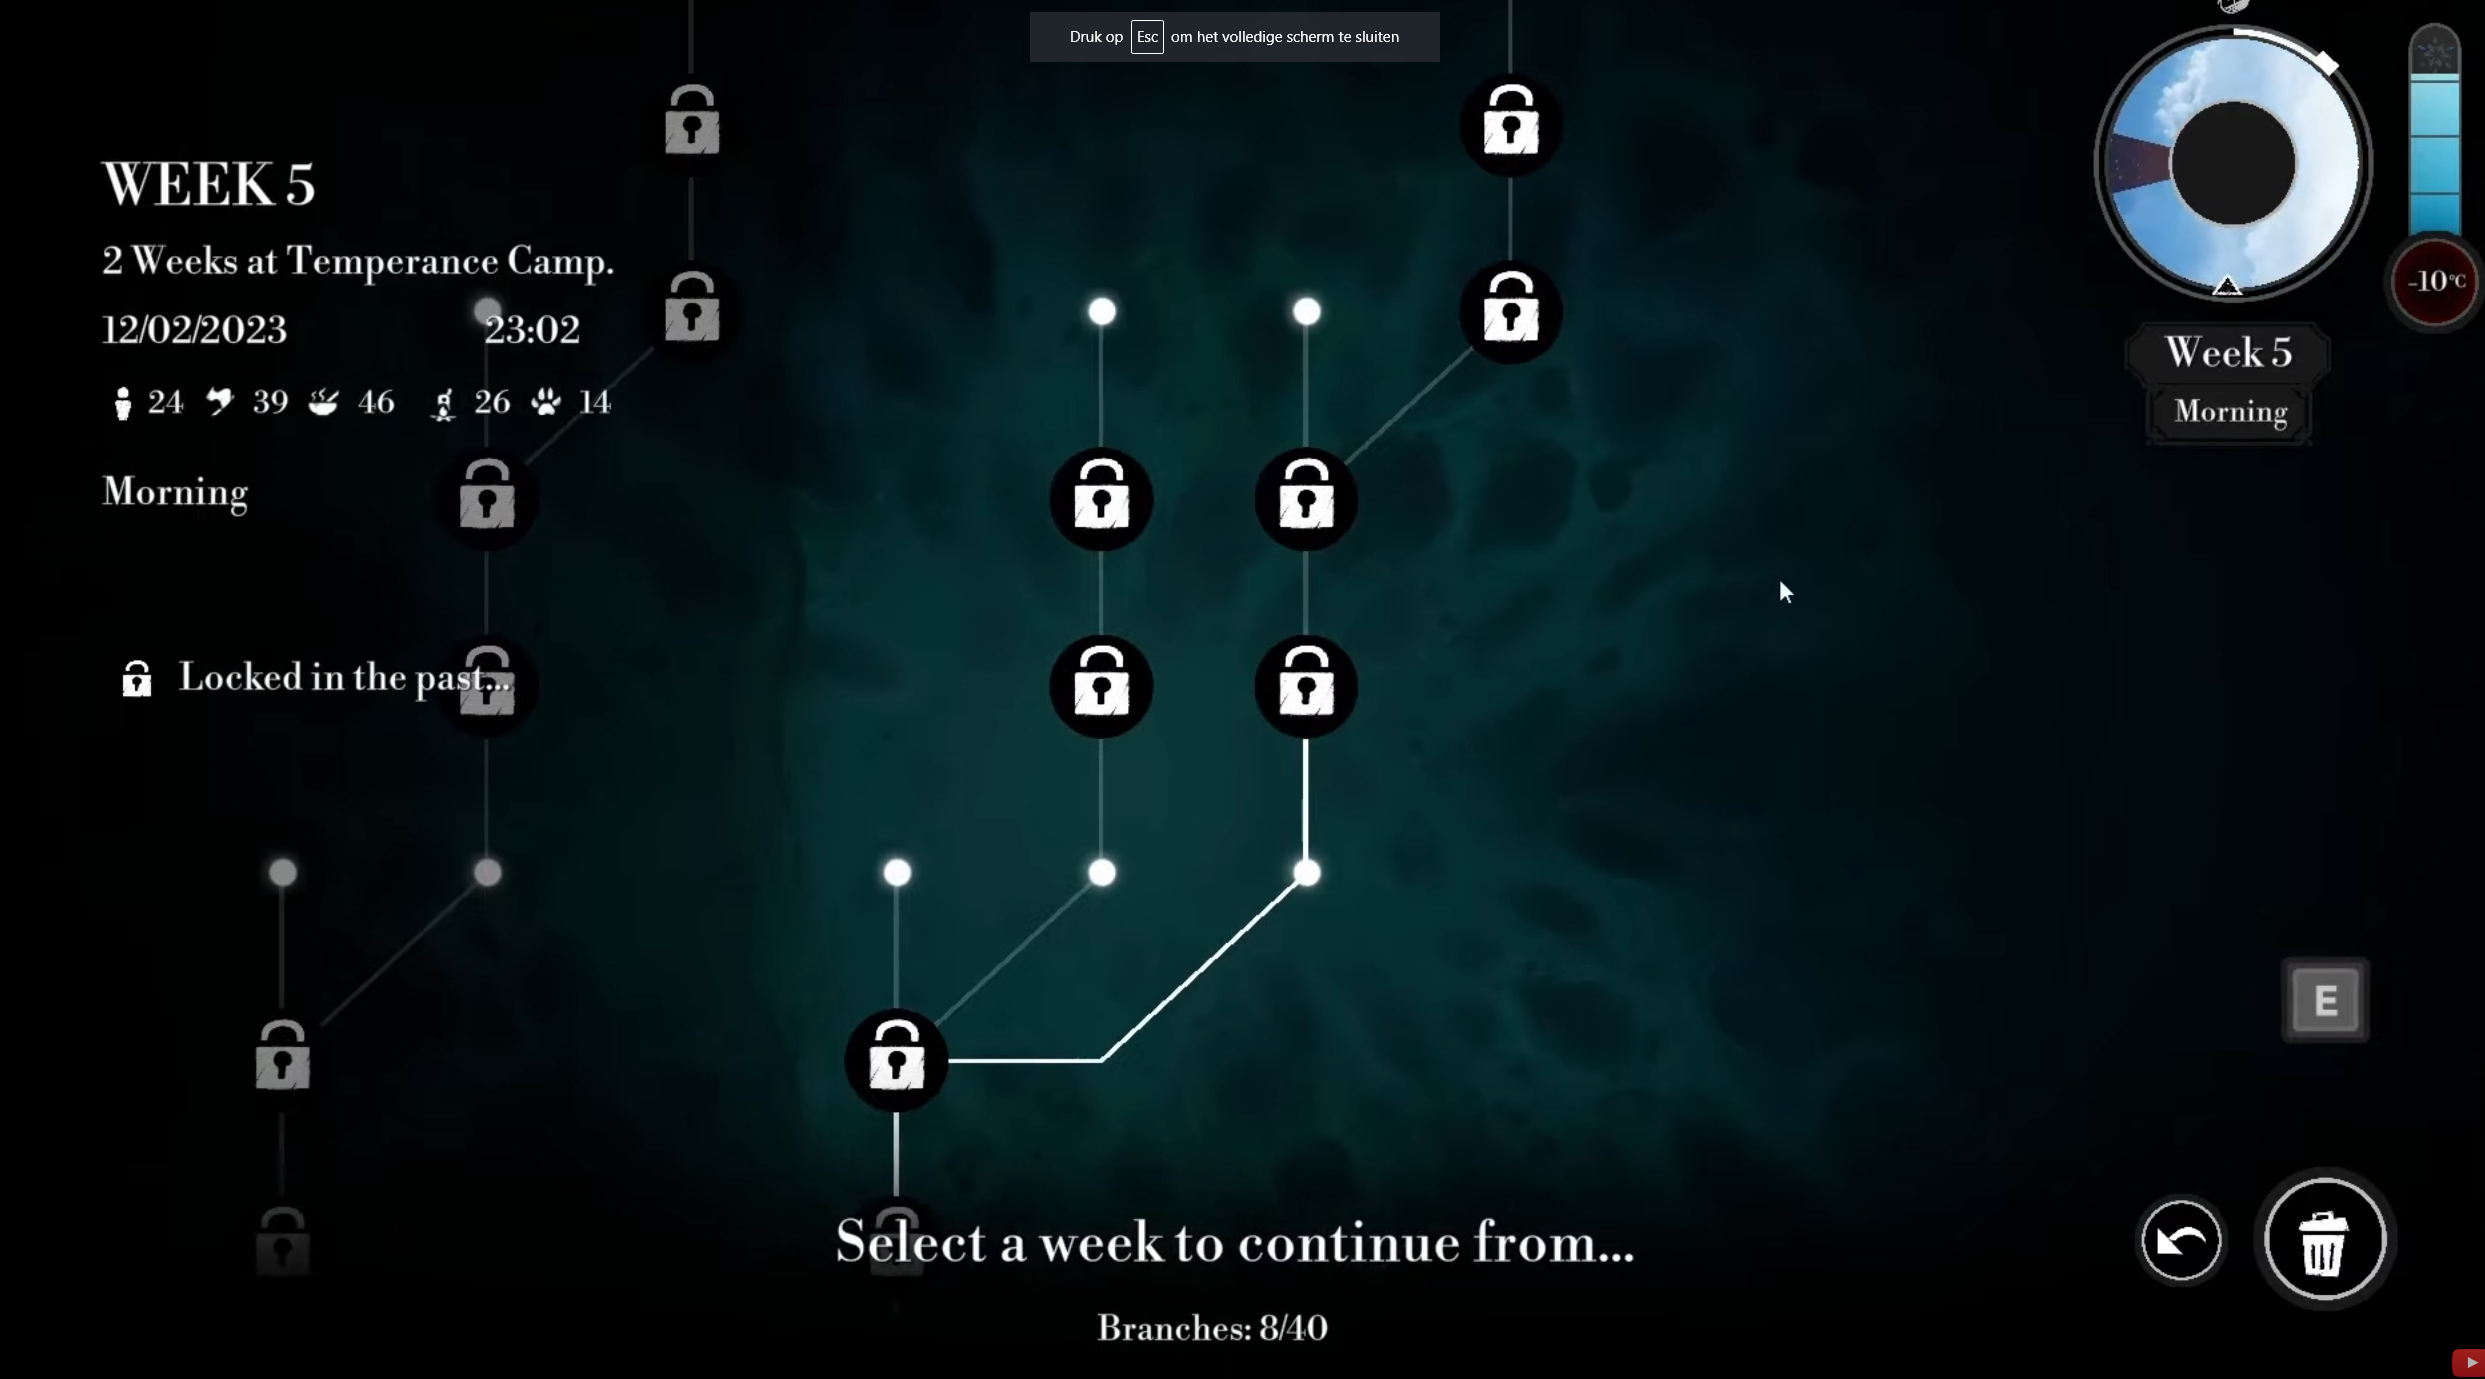 Druk op Esc om het volledige scherm te sluiten
WEEK 5
2 Weeks at Temperance Camp.
12/02/2023 23:02
24 39 46 26 14
Morning
Locked in the past...
-10°C
Week 5
Morning
E
Select a week to continue from...
Branches: 8/40